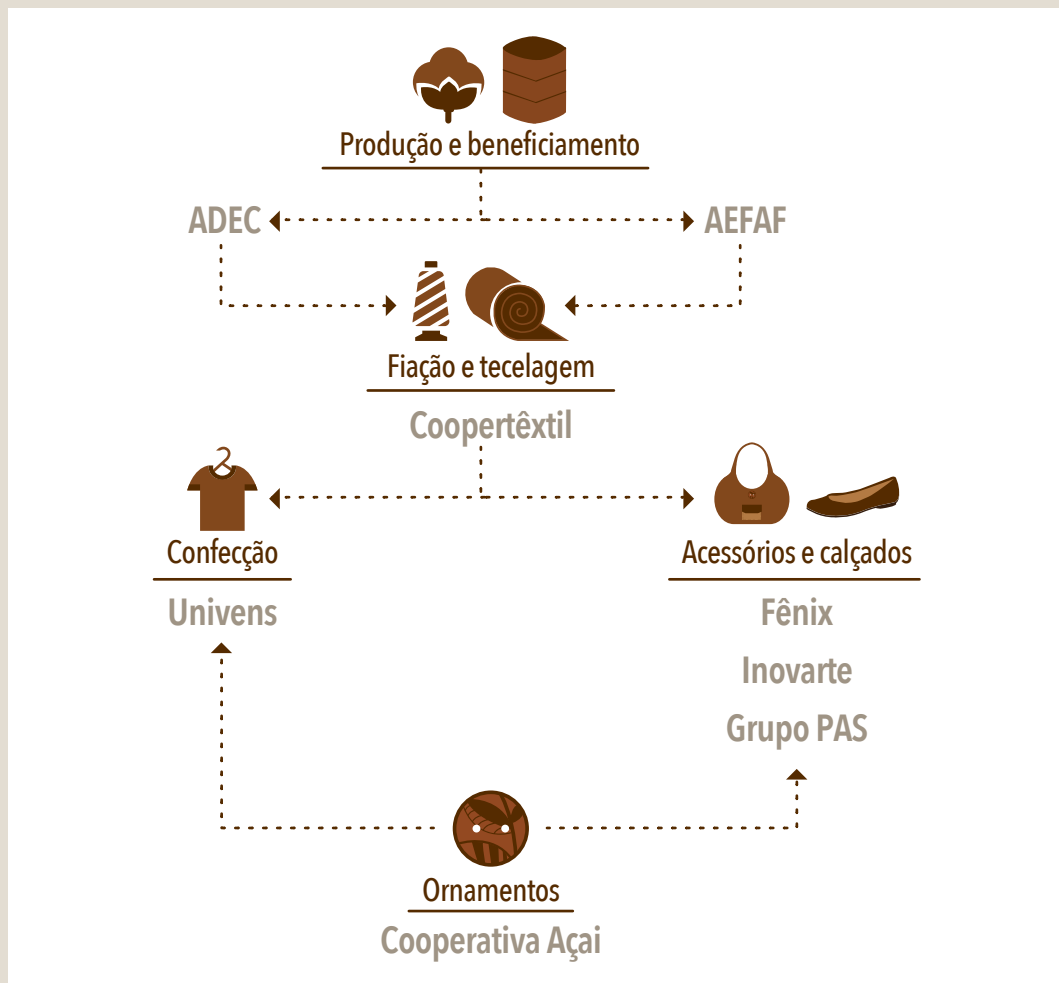 Produção e beneficiamento
ADEC
AEFAF
Fiação e tecelagem
Coopertêxtil
Confecção
Univens
Acessórios e calçados
Fênix
Inovarte
Grupo PAS
Ornamentos
Cooperativa Açai